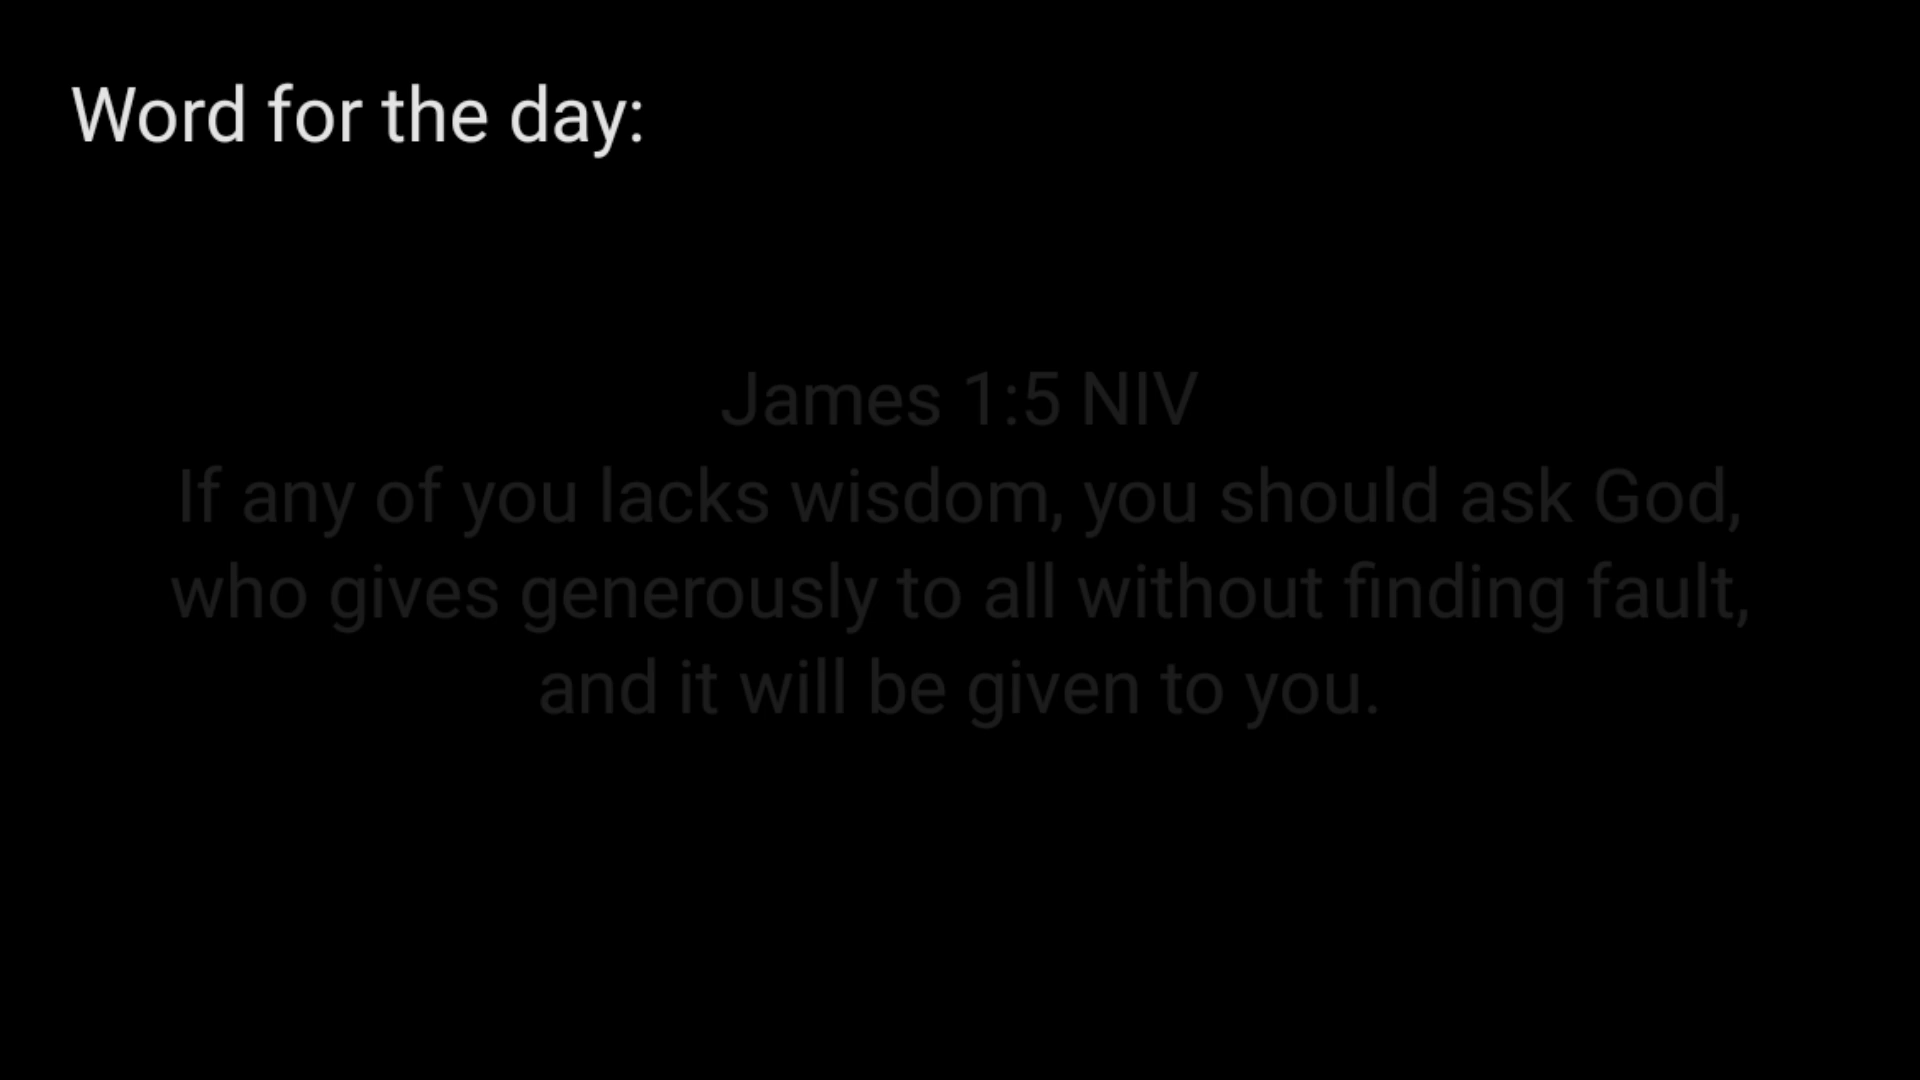 Word for the day:
James 1:5 NIV
If any of you lacks wisdom, you should ask God,
who gives generously to all without finding fault,
and it will be given to you.